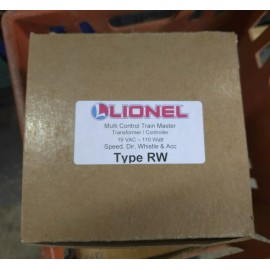 LIONEL
Multi Control Train Master
Transformer / Controller
19 VAC - 110 Watt
Speed, Dir, Whistle & Acc
Type RW